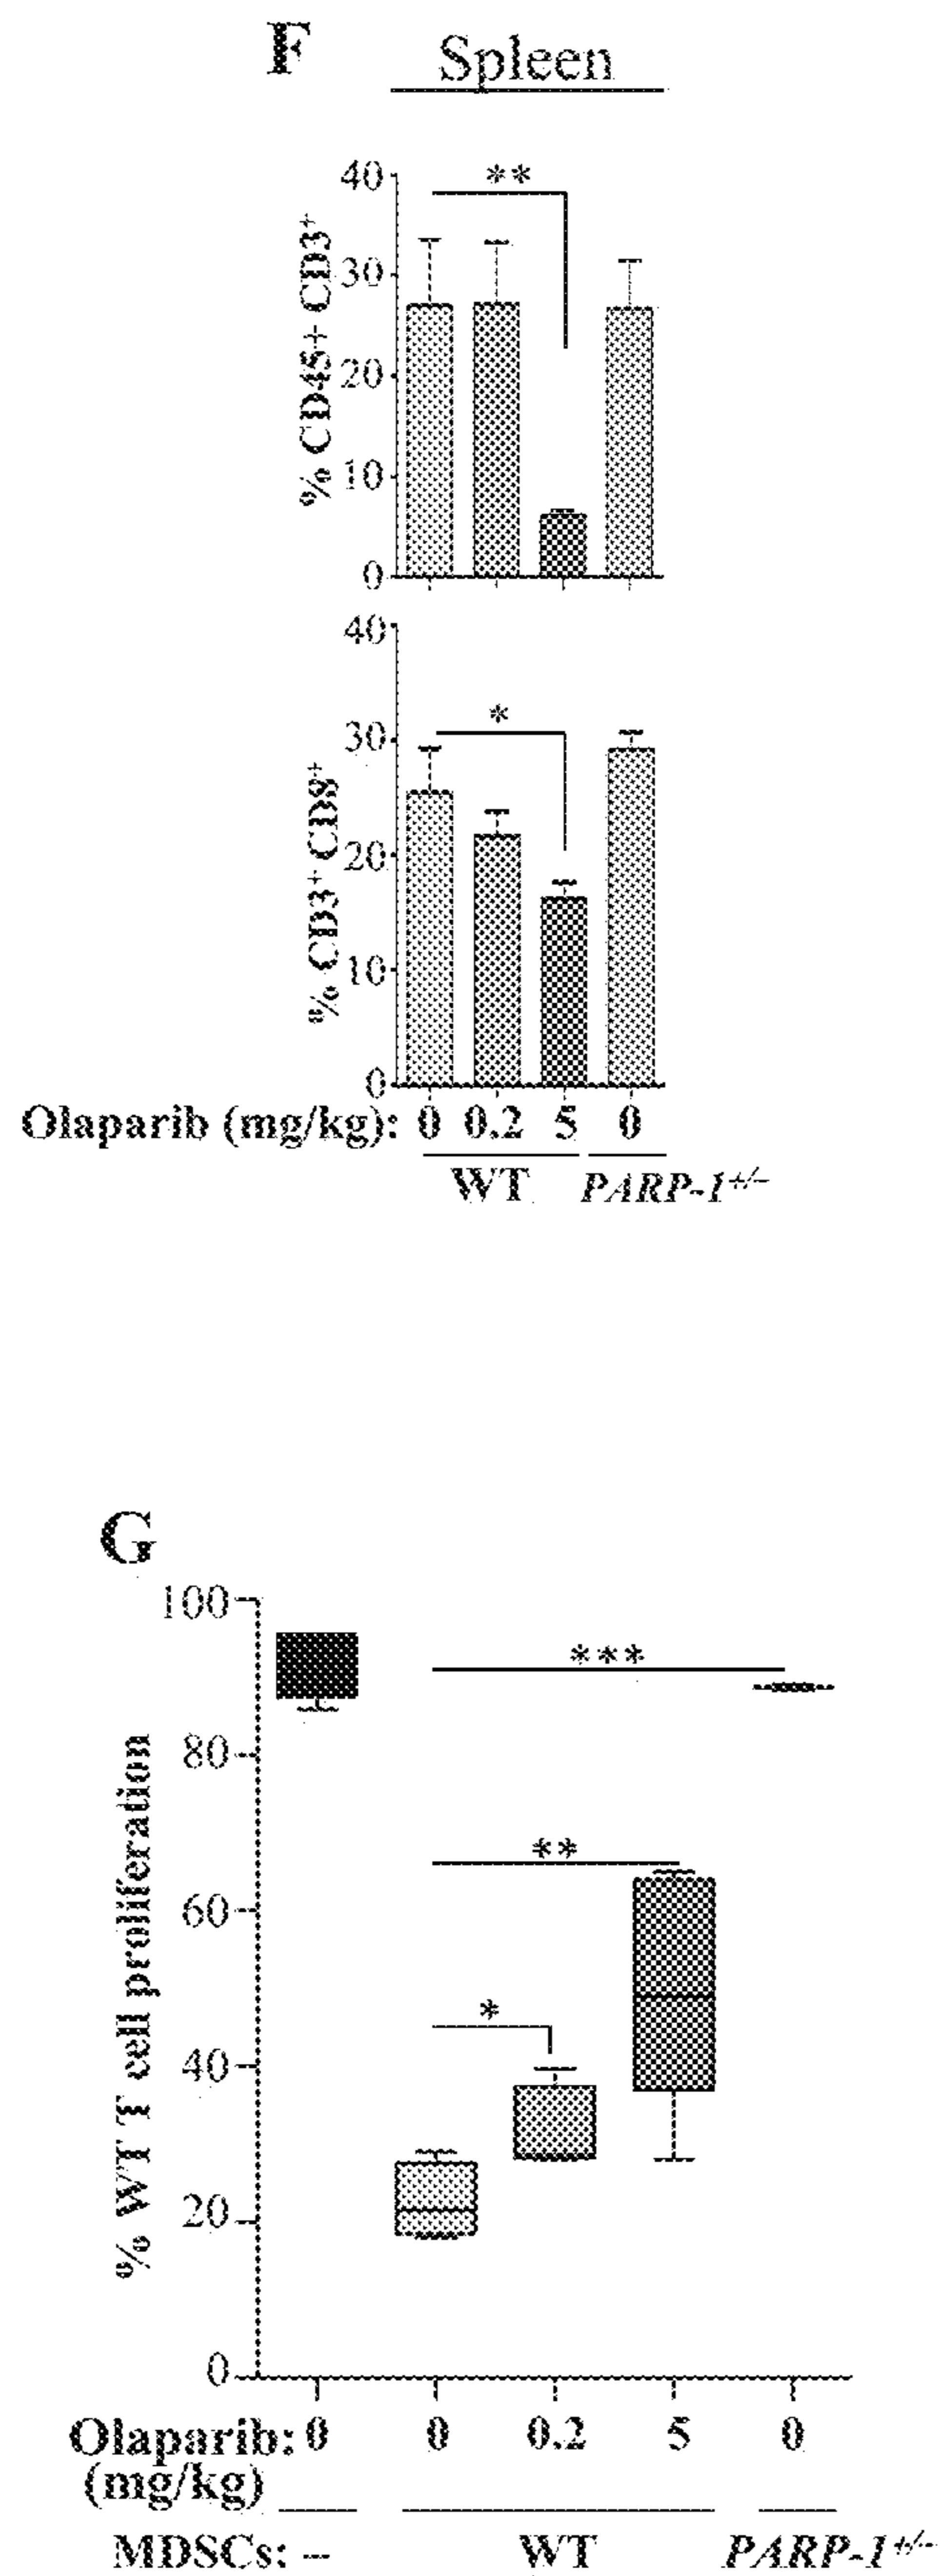 F
Spleen
% CD45+ CD3⁺
40
30
20
10
0
**
% CD3⁺ CD8⁺
40
30
20
10
0
*
Olaparib (mg/kg): 0 0.2 5 0
WT PARP-1⁺/⁻
G
% WT T cell proliferation
100
80
60
40
20
0
***
**
*
Olaparib: 0 0 0.2 5 0
(mg/kg)
MDSCs: -- WT PARP-1⁺/⁻